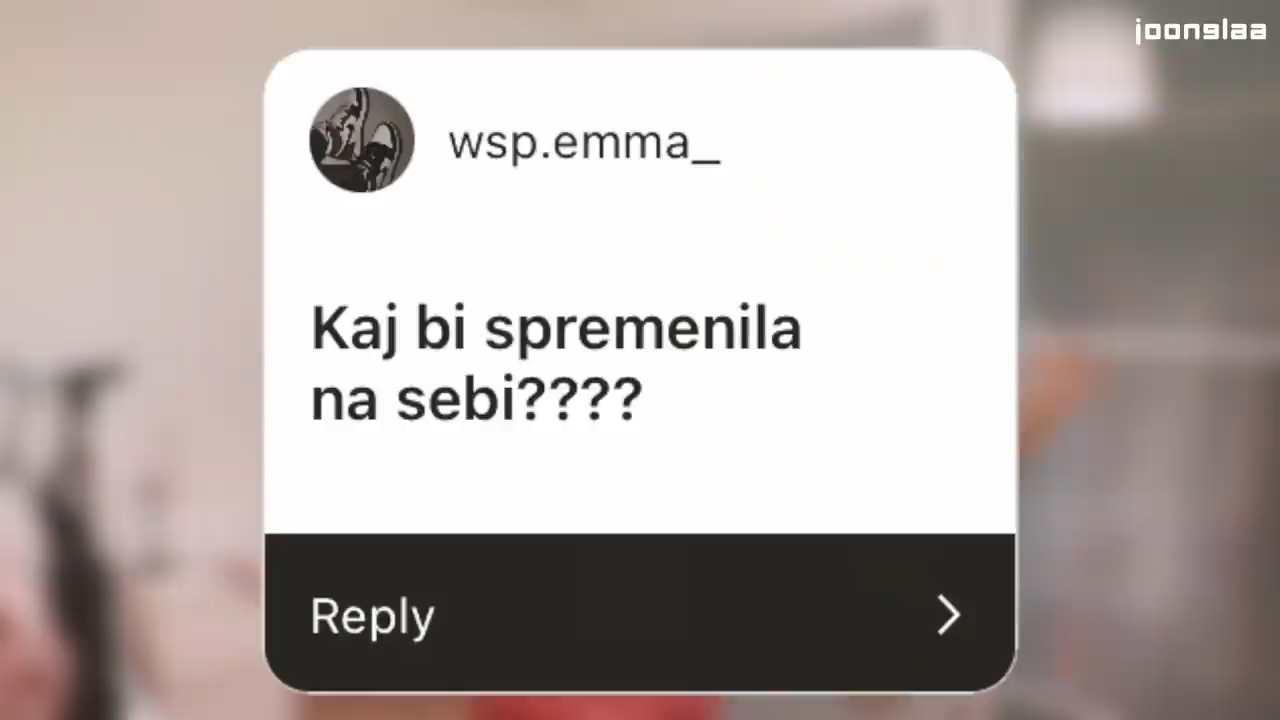 joonglaa
wsp.emma_
Kaj bi spremenila
na sebi????
Reply